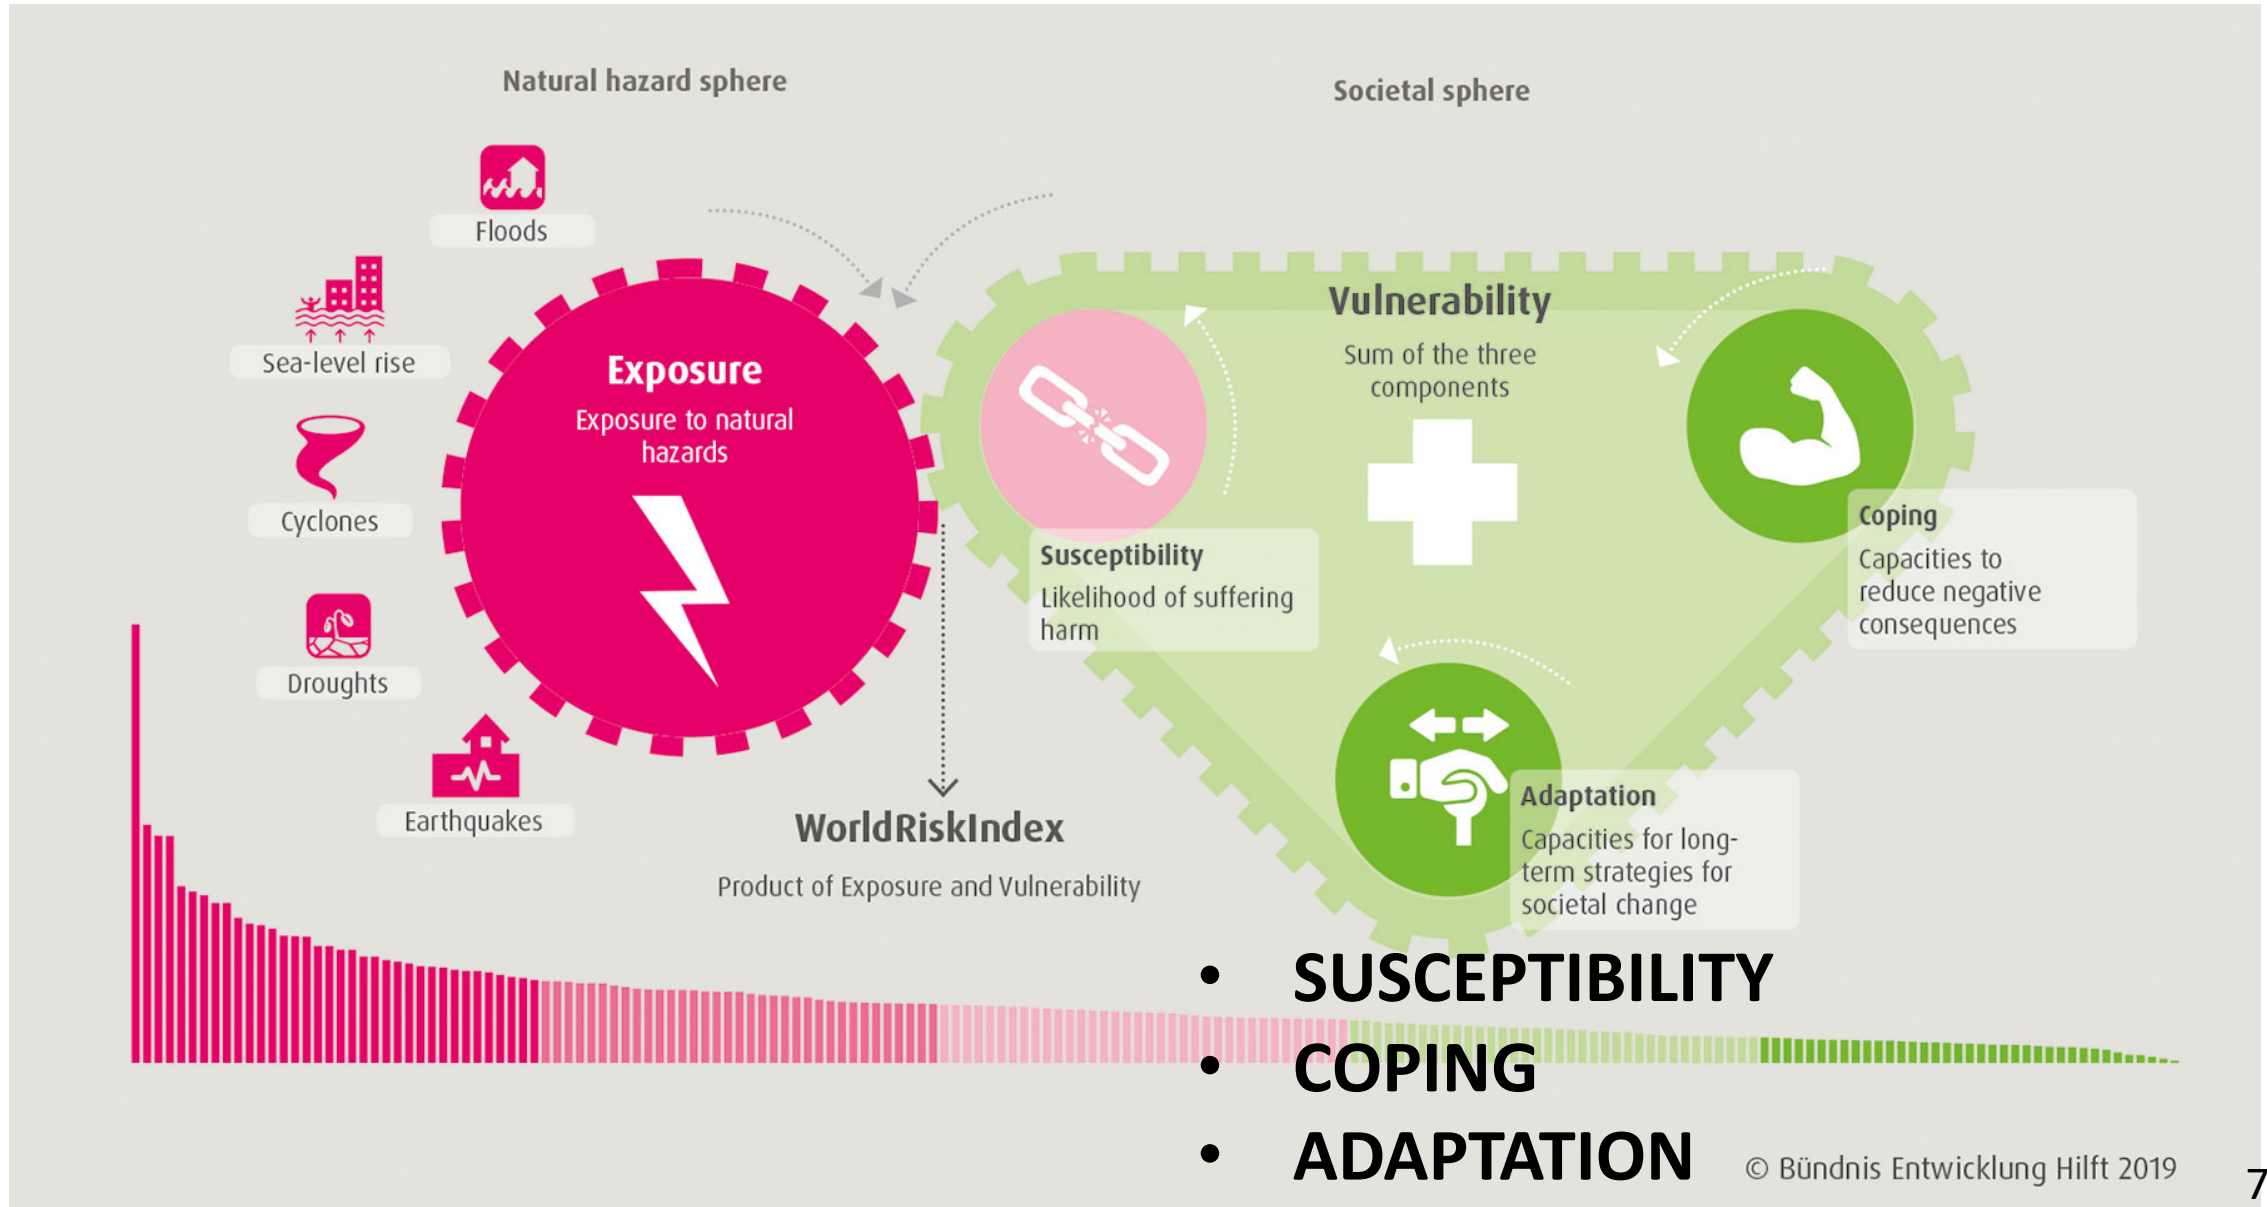 Natural hazard sphere
Societal sphere
Floods
Sea-level rise
Cyclones
Droughts
Earthquakes
Exposure
Exposure to natural
hazards
Vulnerability
Sum of the three
components
Susceptibility
Likelihood of suffering
harm
Coping
Capacities to
reduce negative
consequences
Adaptation
Capacities for long-
term strategies for
societal change
WorldRiskIndex
Product of Exposure and Vulnerability
• SUSCEPTIBILITY
• COPING
• ADAPTATION
© Bündnis Entwicklung Hilft 2019
7